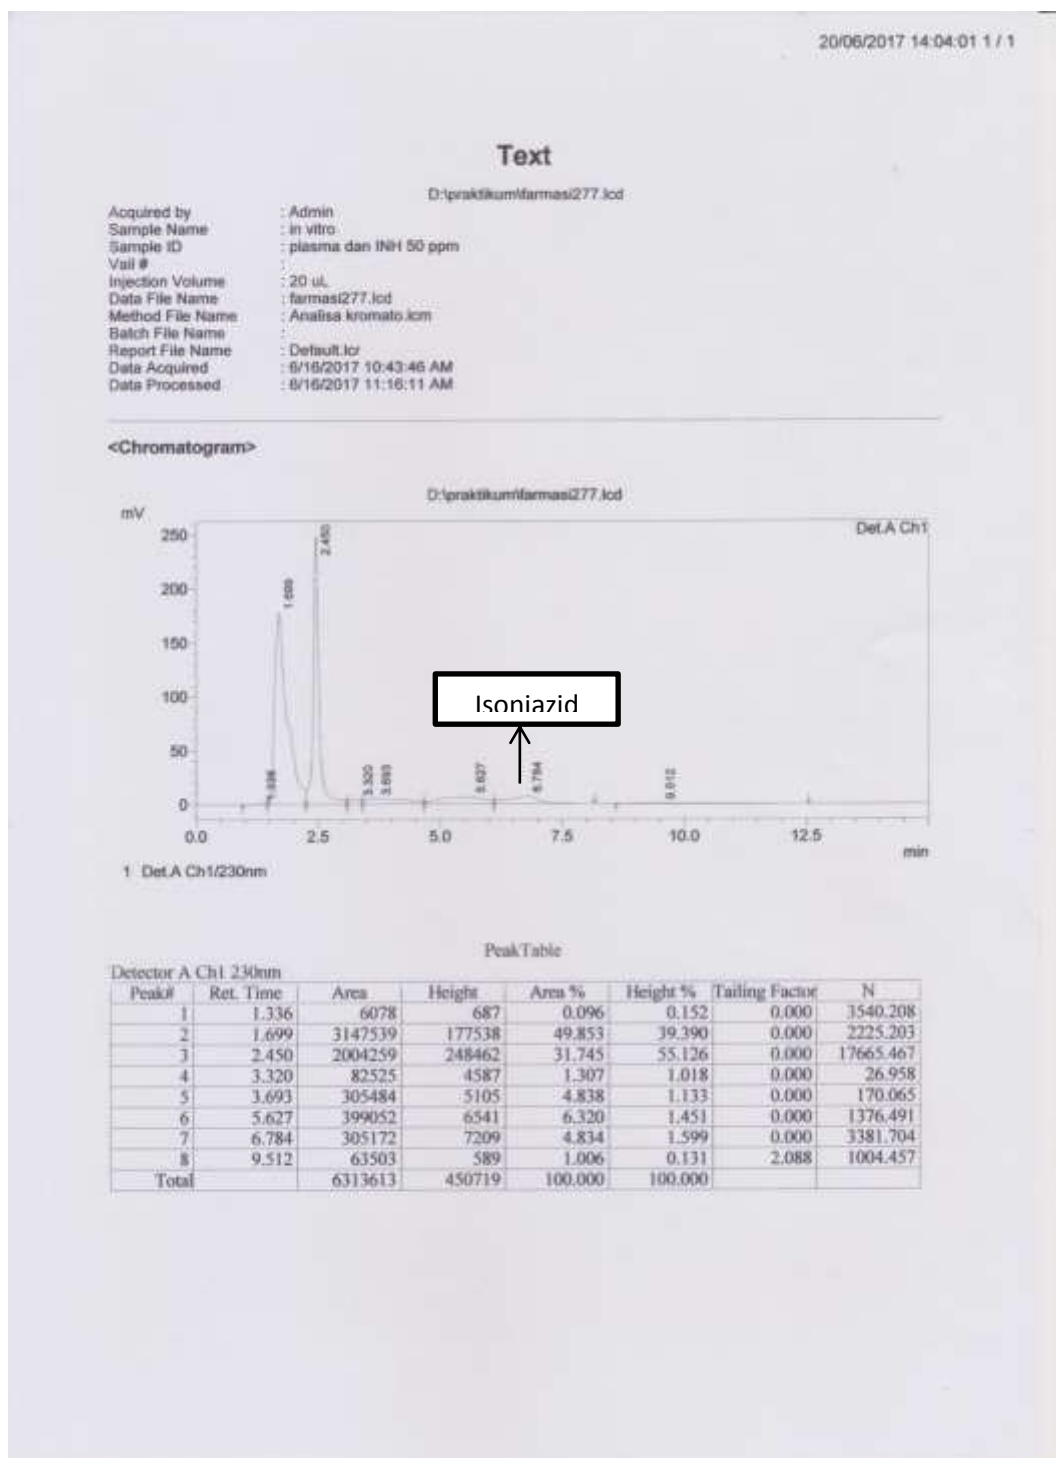 20/06/2017 14:04:01 1 / 1
Text
D:\praktikum\farmasi277.lcd
Acquired by : Admin
Sample Name : in vitro
Sample ID : plasma dan INH 50 ppm
Vail # :
Injection Volume : 20 uL
Data File Name : farmasi277.lcd
Method File Name : Analisa kromato.lcm
Batch File Name :
Report File Name : Default.lcr
Data Acquired : 6/16/2017 10:43:46 AM
Data Processed : 6/16/2017 11:16:11 AM
<Chromatogram>
D:\praktikum\farmasi277.lcd
mV
Det.A Ch1
250
200
150
100
50
0
1.336
1.699
2.450
3.320
3.693
5.627
6.784
9.512
Isoniazid
0.0 2.5 5.0 7.5 10.0 12.5
min
1 Det.A Ch1/230nm
PeakTable
Detector A Ch1 230nm
Peak# Ret. Time Area Height Area % Height % Tailing Factor N
1 1.336 6078 687 0.096 0.152 0.000 3540.208
2 1.699 3147539 177538 49.853 39.390 0.000 2225.203
3 2.450 2004259 248462 31.745 55.126 0.000 17665.467
4 3.320 82525 4587 1.307 1.018 0.000 26.958
5 3.693 305484 5105 4.838 1.133 0.000 170.065
6 5.627 399052 6541 6.320 1.451 0.000 1376.491
7 6.784 305172 7209 4.834 1.599 0.000 3381.704
8 9.512 63503 589 1.006 0.131 2.088 1004.457
Total 6313613 450719 100.000 100.000